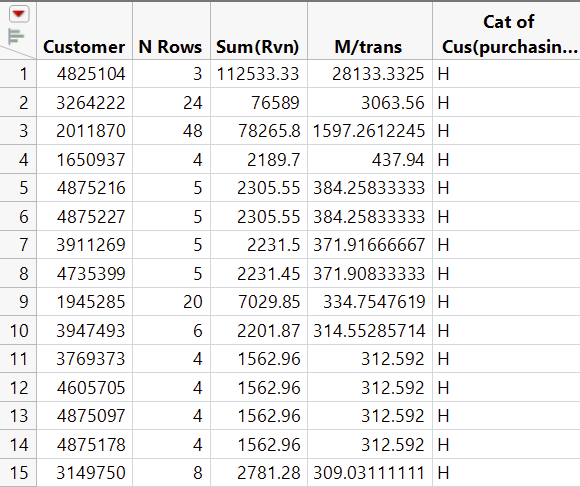 Customer N Rows Sum(Rvn) M/trans Cat of Cus(purchasin...
1 4825104 3 112533.33 28133.3325 H
2 3264222 24 76589 3063.56 H
3 2011870 48 78265.8 1597.2612245 H
4 1650937 4 2189.7 437.94 H
5 4875216 5 2305.55 384.25833333 H
6 4875227 5 2305.55 384.25833333 H
7 3911269 5 2231.5 371.91666667 H
8 4735399 5 2231.45 371.90833333 H
9 1945285 20 7029.85 334.7547619 H
10 3947493 6 2201.87 314.55285714 H
11 3769373 4 1562.96 312.592 H
12 4605705 4 1562.96 312.592 H
13 4875097 4 1562.96 312.592 H
14 4875178 4 1562.96 312.592 H
15 3149750 8 2781.28 309.03111111 H